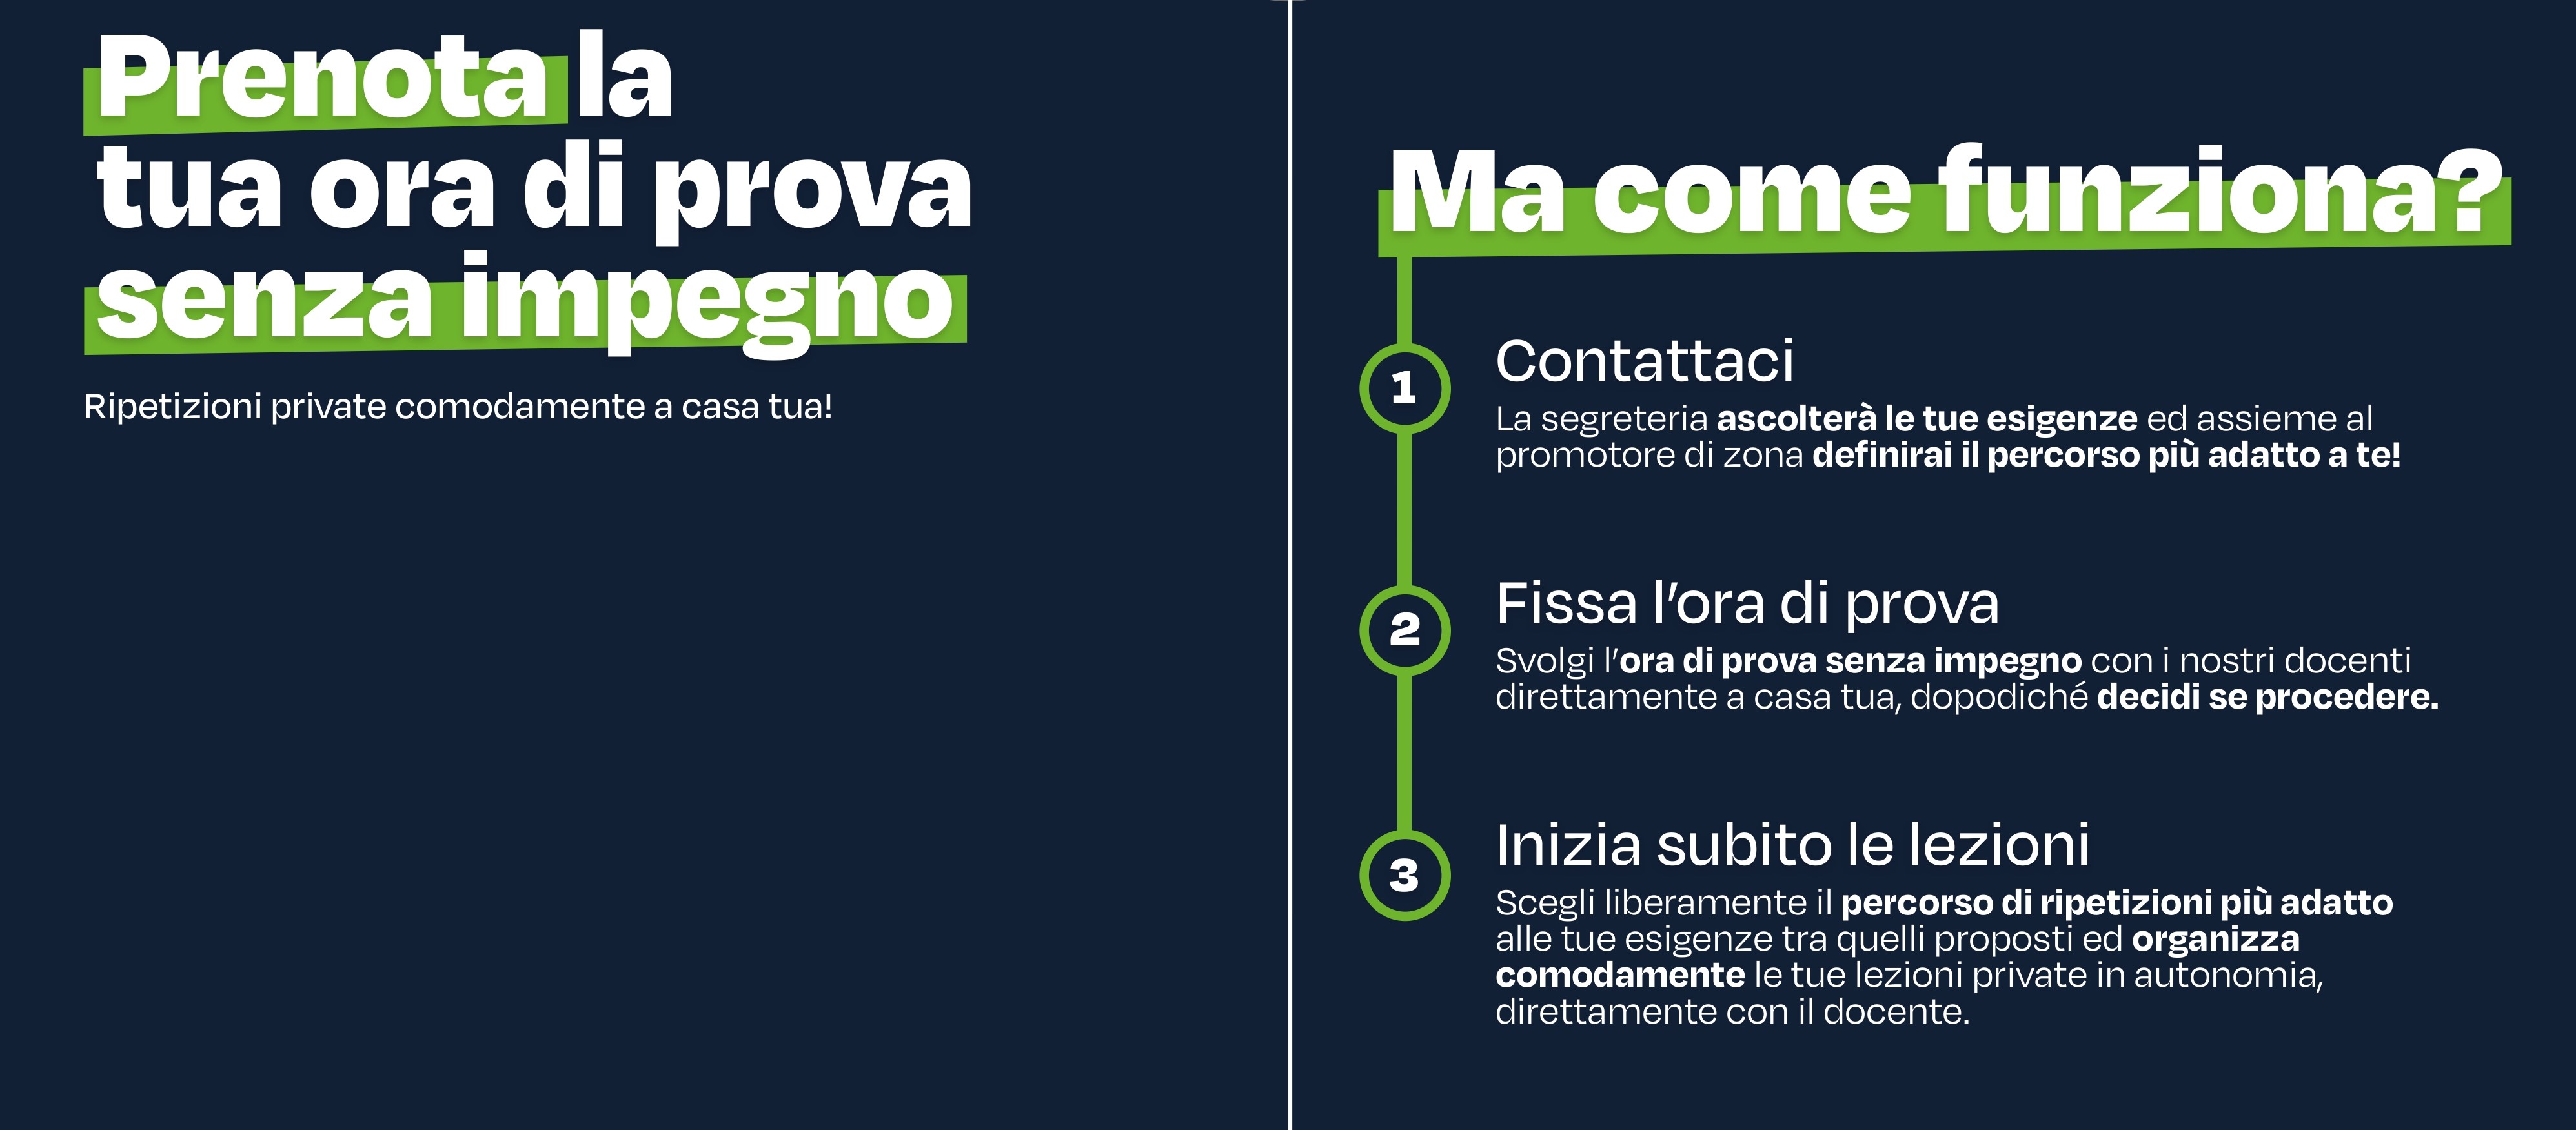 Prenota la
tua ora di prova
senza impegno
Ripetizioni private comodamente a casa tua!
Ma come funziona?
1
Contattaci
La segreteria ascolterà le tue esigenze ed assieme al
promotore di zona definirai il percorso più adatto a te!
2
Fissa l’ora di prova
Svolgi l’ora di prova senza impegno con i nostri docenti
direttamente a casa tua, dopodiché decidi se procedere.
3
Inizia subito le lezioni
Scegli liberamente il percorso di ripetizioni più adatto
alle tue esigenze tra quelli proposti ed organizza
comodamente le tue lezioni private in autonomia,
direttamente con il docente.